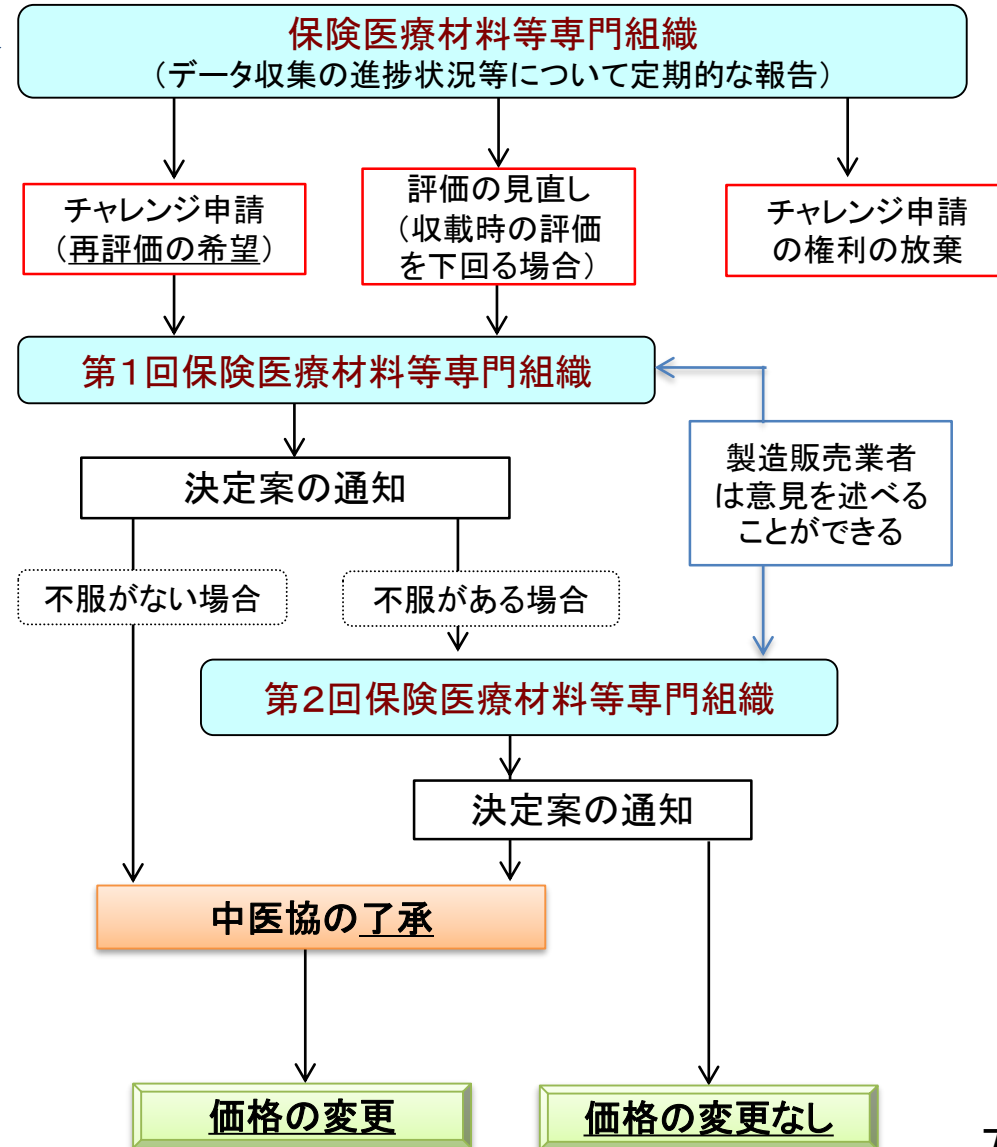 保険医療材料等専門組織
（データ収集の進捗状況等について定期的な報告）
チャレンジ申請
（再評価の希望）
評価の見直し
（収載時の評価
を下回る場合）
チャレンジ申請
の権利の放棄
第１回保険医療材料等専門組織
製造販売業者
は意見を述べる
ことができる
決定案の通知
不服がない場合
不服がある場合
第２回保険医療材料等専門組織
決定案の通知
中医協の了承
価格の変更
価格の変更なし